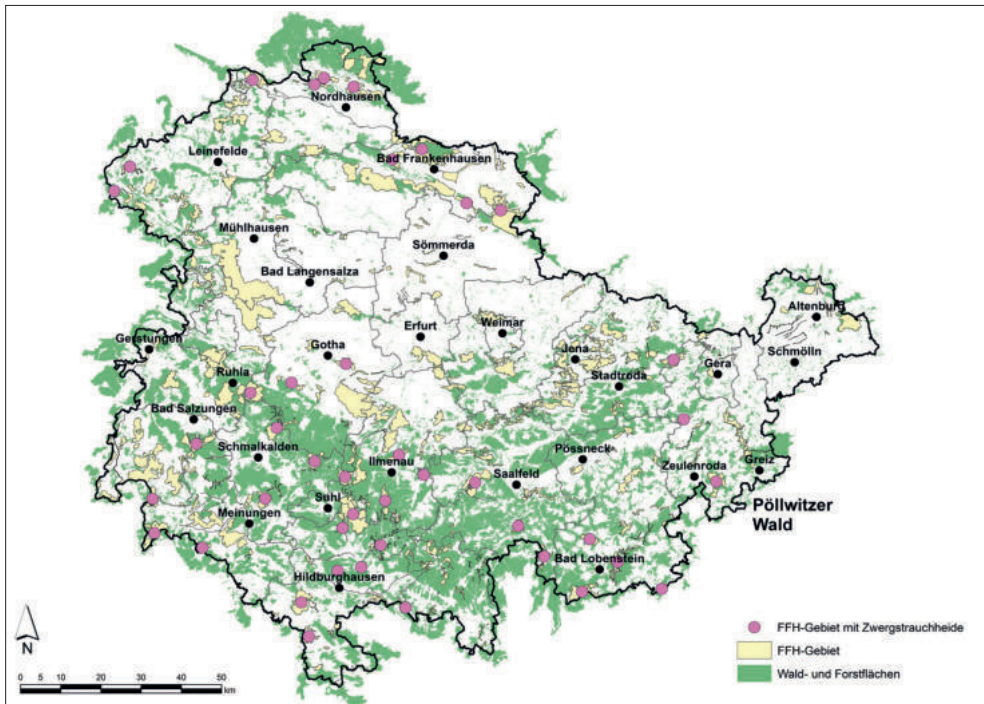 Nordhausen
Leinefelde
Bad Frankenhausen
Mühlhausen
Sömmerda
Bad Langensalza
Altenburg
Erfurt
Weimar
Gerstungen
Gotha
Jena
Schmölln
Ruhla
Stadtroda
Gera
Bad Salzungen
Schmalkalden
Ilmenau
Pössneck
Saalfeld
Zeulenroda
Greiz
Suhl
Meinungen
Pöllwitzer
Wald
Bad Lobenstein
Hildburghausen
N
FFH-Gebiet mit Zwergstrauchheide
FFH-Gebiet
Wald- und Forstflächen
0 5 10 20 30 40 50
km